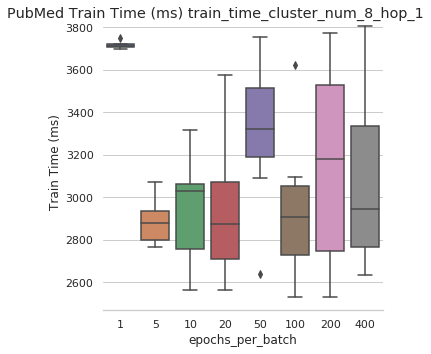 PubMed Train Time (ms) train_time_cluster_num_8_hop_1
3800
3600
3400
3200
3000
2800
2600
Train Time (ms)
1 5 10 20 50 100 200 400
epochs_per_batch